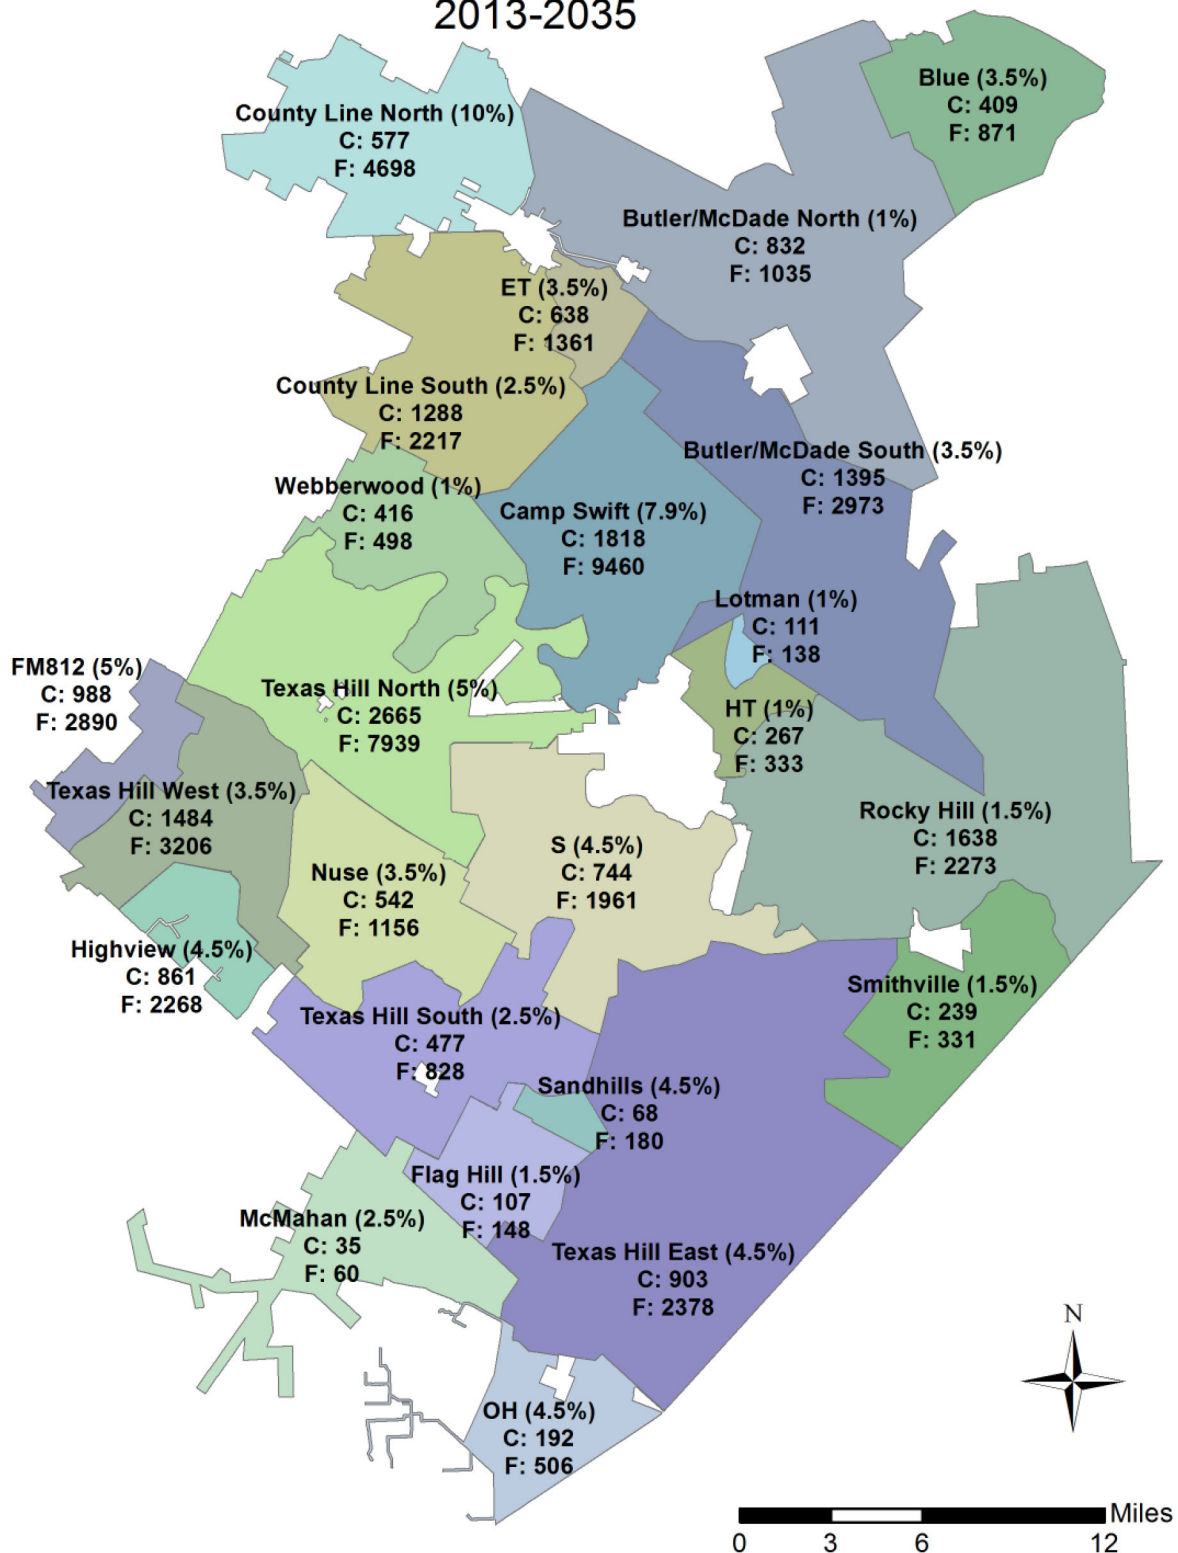 2013-2035
Blue (3.5%)
C: 409
F: 871
County Line North (10%)
C: 577
F: 4698
Butler/McDade North (1%)
C: 832
F: 1035
ET (3.5%)
C: 638
F: 1361
County Line South (2.5%)
C: 1288
F: 2217
Butler/McDade South (3.5%)
C: 1395
F: 2973
Webberwood (1%)
C: 416
F: 498
Camp Swift (7.9%)
C: 1818
F: 9460
Lotman (1%)
C: 111
F: 138
FM812 (5%)
C: 988
F: 2890
Texas Hill North (5%)
C: 2665
F: 7939
HT (1%)
C: 267
F: 333
Texas Hill West (3.5%)
C: 1484
F: 3206
Rocky Hill (1.5%)
C: 1638
F: 2273
S (4.5%)
C: 744
F: 1961
Nuse (3.5%)
C: 542
F: 1156
Highview (4.5%)
C: 861
F: 2268
Smithville (1.5%)
C: 239
F: 331
Texas Hill South (2.5%)
C: 477
F: 828
Sandhills (4.5%)
C: 68
F: 180
Flag Hill (1.5%)
C: 107
F: 148
McMahan (2.5%)
C: 35
F: 60
Texas Hill East (4.5%)
C: 903
F: 2378
N
OH (4.5%)
C: 192
F: 506
Miles
0 3 6 12